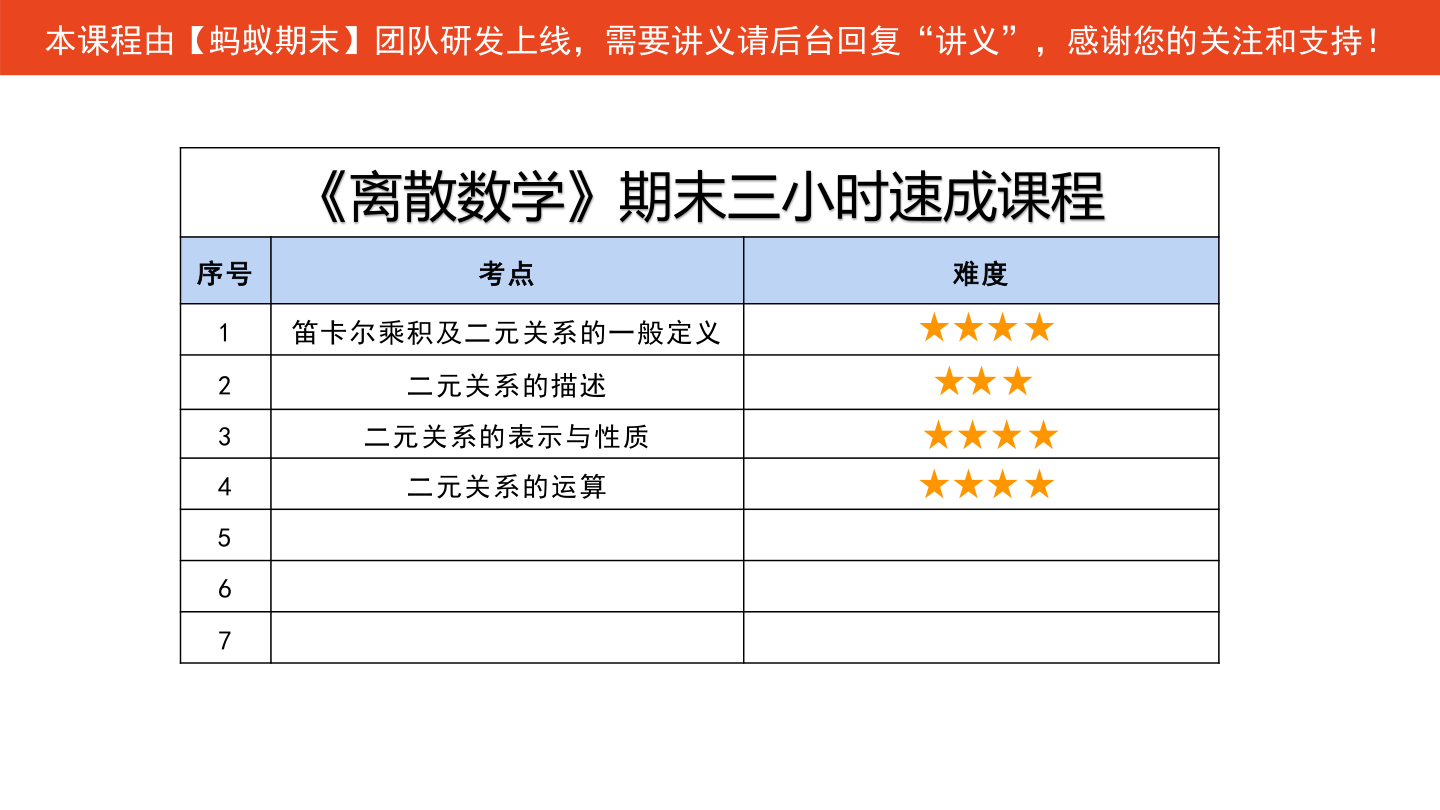 本课程由【蚂蚁期末】团队研发上线，需要讲义请后台回复“讲义”，感谢您的关注和支持！
《离散数学》期末三小时速成课程
序号 考点 难度
1 笛卡尔乘积及二元关系的一般定义 ★★★★
2 二元关系的描述 ★★★
3 二元关系的表示与性质 ★★★★
4 二元关系的运算 ★★★★
5
6
7